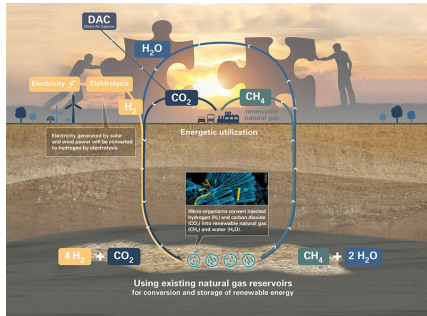 DAC
Direct Air Capture
H₂O
Electricity
Elektrolysis
CO₂
CH₄
H₂
renewable
natural gas
Energetic utilization
Electricity generated by solar
and wind power will be converted
to hydrogen by electrolysis
Micro-organisms convert injected
hydrogen (H₂) and carbon dioxide
(CO₂) into renewable natural gas
(CH₄) and water (H₂O).
4 H₂ + CO₂
CH₄ + 2 H₂O
Using existing natural gas reservoirs
for conversion and storage of renewable energy